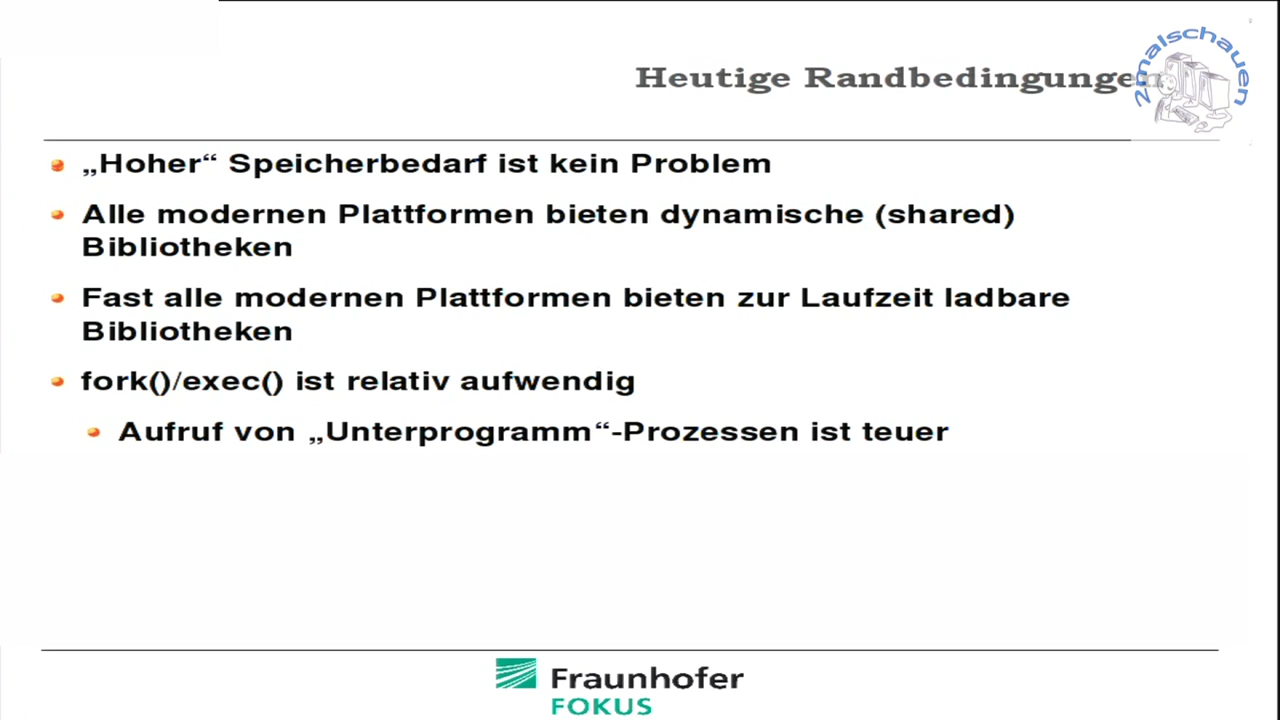 Heutige Randbedingungen
2malschauen
„Hoher“ Speicherbedarf ist kein Problem
Alle modernen Plattformen bieten dynamische (shared)
Bibliotheken
Fast alle modernen Plattformen bieten zur Laufzeit ladbare
Bibliotheken
fork()/exec() ist relativ aufwendig
Aufruf von „Unterprogramm“-Prozessen ist teuer
Fraunhofer
FOKUS